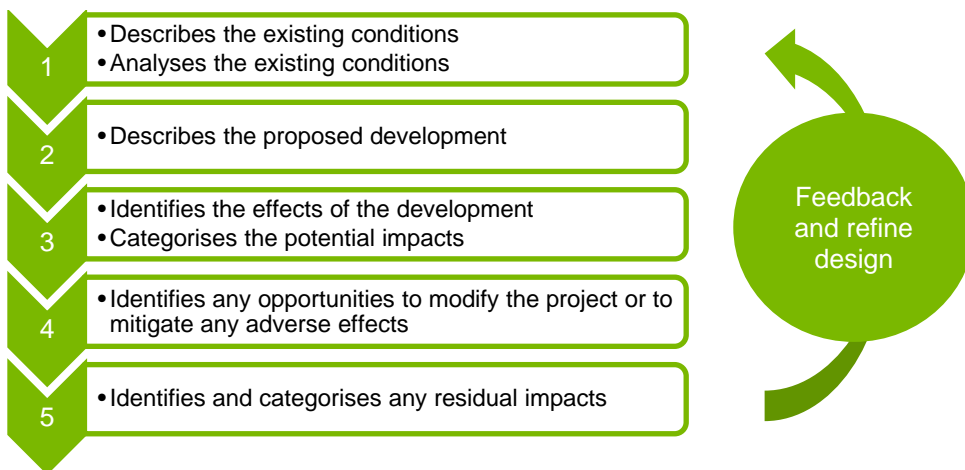 1
•Describes the existing conditions
•Analyses the existing conditions
2
•Describes the proposed development
3
•Identifies the effects of the development
•Categorises the potential impacts
4
•Identifies any opportunities to modify the project or to
mitigate any adverse effects
5
•Identifies and categorises any residual impacts
Feedback
and refine
design